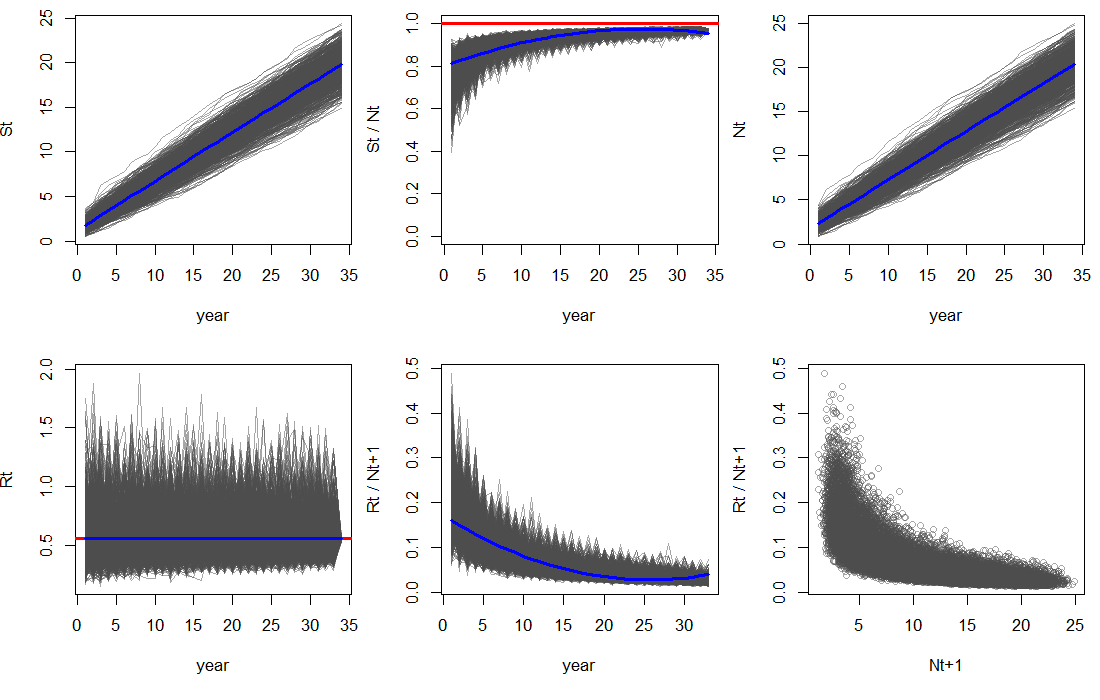 St
0 5 10 15 20 25
0 5 10 15 20 25 30 35
year
St / Nt
0.0 0.2 0.4 0.6 0.8 1.0
0 5 10 15 20 25 30 35
year
Nt
0 5 10 15 20 25
0 5 10 15 20 25 30 35
year
Rt
0.5 1.0 1.5 2.0
0 5 10 15 20 25 30 35
year
Rt / Nt+1
0.0 0.1 0.2 0.3 0.4 0.5
0 5 10 15 20 25 30
year
Rt / Nt+1
0.0 0.1 0.2 0.3 0.4 0.5
5 10 15 20 25
Nt+1